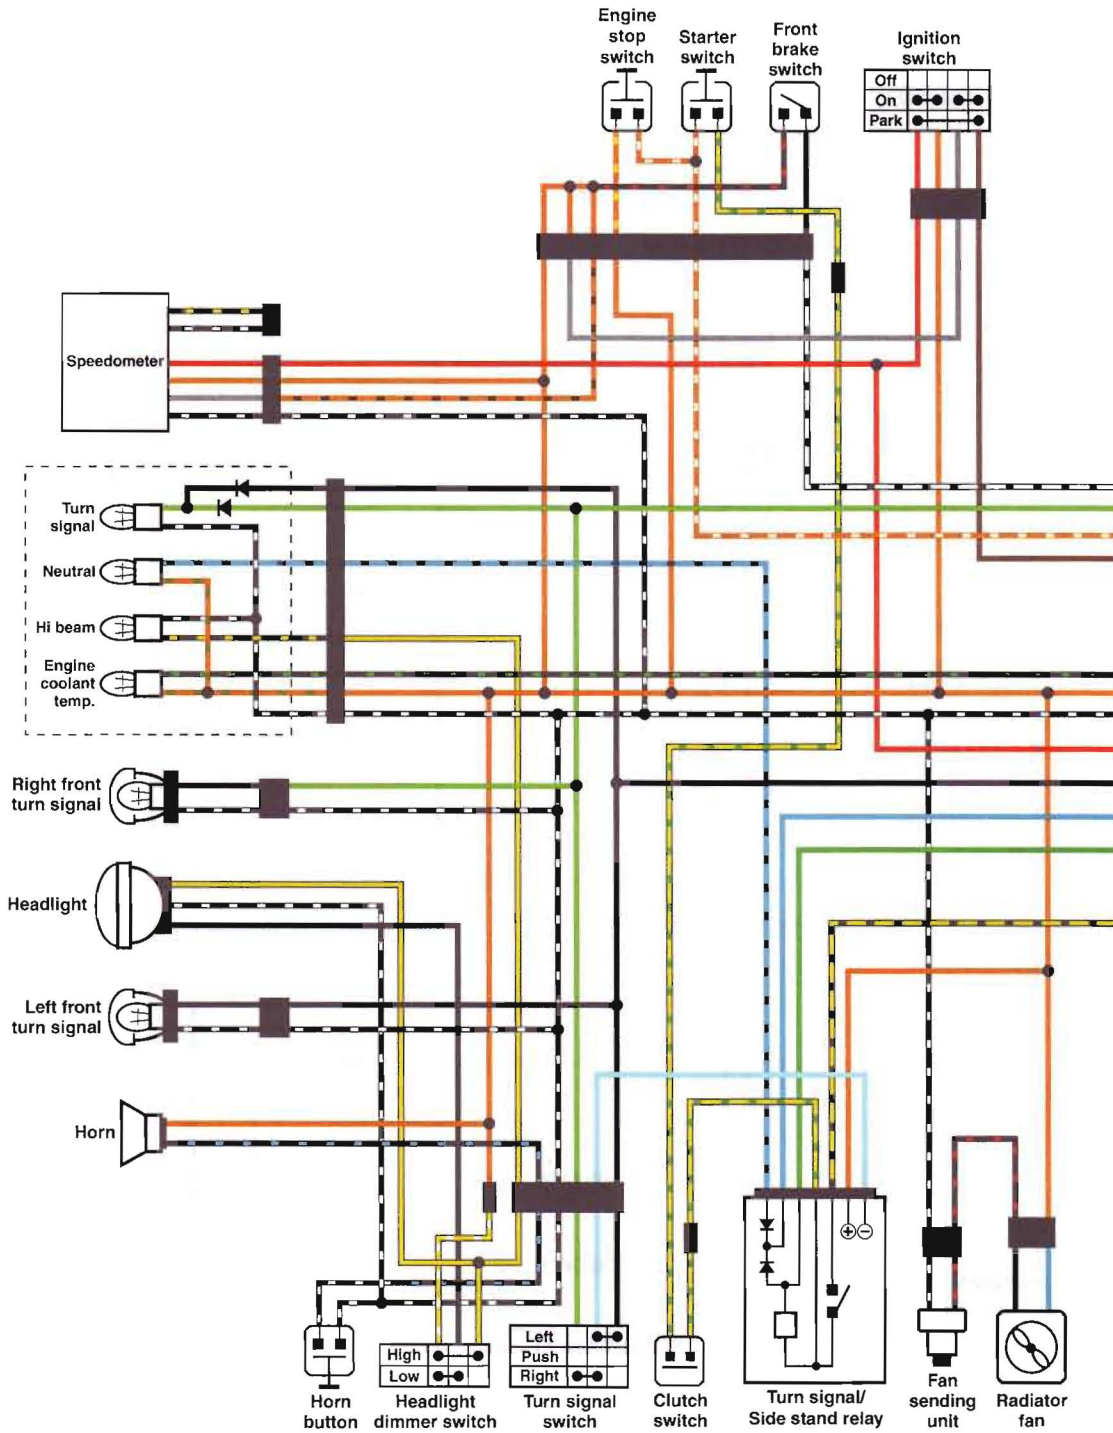 Engine
stop
switch
Starter
switch
Front
brake
switch
Ignition
switch
Off
On
Park
Speedometer
Turn
signal
Neutral
Hi beam
Engine
coolant
temp.
Right front
turn signal
Headlight
Left front
turn signal
Horn
High
Low
Left
Push
Right
Horn
button
Headlight
dimmer switch
Turn signal
switch
Clutch
switch
Turn signal/
Side stand relay
Fan
sending
unit
Radiator
fan